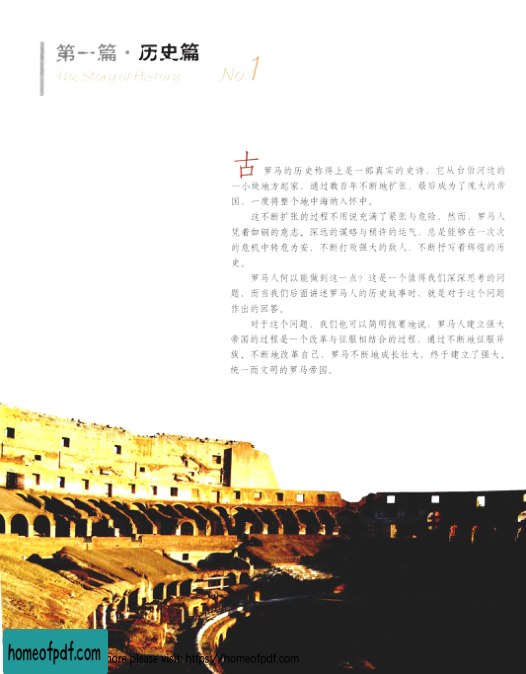 第一篇·历史篇
The Story of History
No.1
古罗马的历史称得上是一部真实的史诗，它从台伯河边的
一小块地方起家，通过数百年不断地扩张，最后成为了庞大的帝
国，一度将整个地中海纳入怀中。
这不断扩张的过程不用说充满了紧张与危险，然而，罗马人
凭着如钢的意志，深远的谋略与稍许的运气，总是能够在一次次
的危机中转危为安，不断打败强大的敌人，不断抒写着辉煌的历
史。
罗马人何以能做到这一点？这是一个值得我们深深思考的问
题，而当我们后面讲述罗马人的历史故事时，就是对于这个问题
作出的回答。
对于这个问题，我们也可以简明扼要地说：罗马人建立强大
帝国的过程是一个改革与征服相结合的过程，通过不断地征服异
族，不断地改革自己，罗马不断地成长壮大，终于建立了强大，
统一而文明的罗马帝国。
homeofpdf.com
more please visit: https://homeofpdf.com